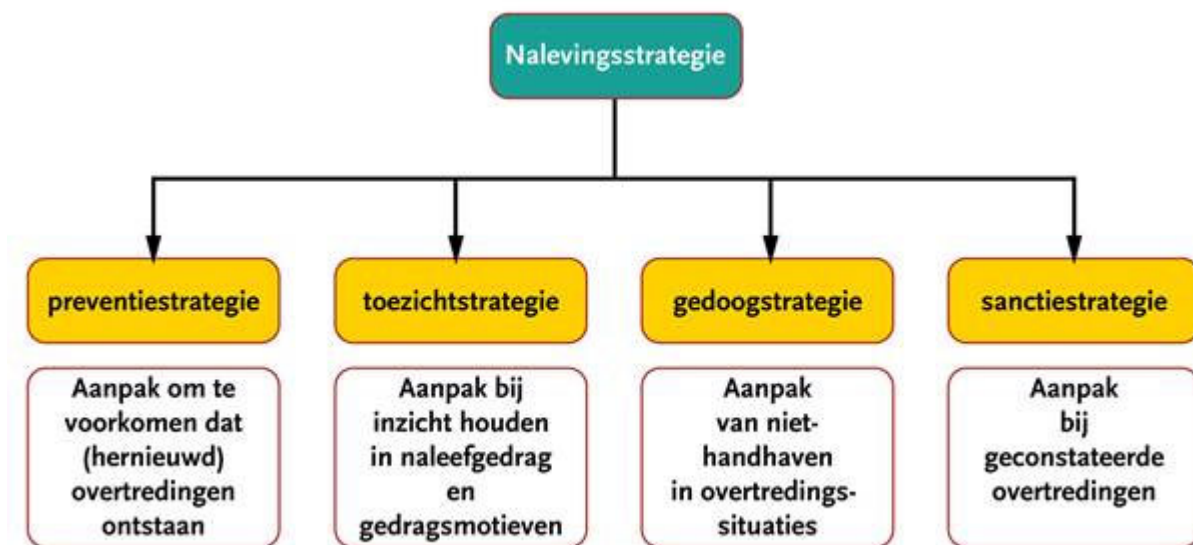 Nalevingsstrategie
preventiestrategie
toezichtstrategie
gedoogstrategie
sanctiestrategie
Aanpak om te
voorkomen dat
(hernieuwd)
overtredingen
ontstaan
Aanpak bij
inzicht houden
in naleefgedrag
en
gedragsmotieven
Aanpak
van niet-
handhaven
in overtredings-
situaties
Aanpak
bij
geconstateerde
overtredingen